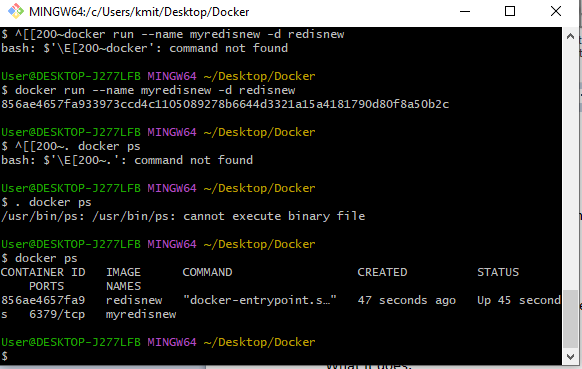 MINGW64:/c/Users/kmit/Desktop/Docker
$ ^[[200~docker run --name myredisnew -d redisnew
bash: $'\E[200~docker': command not found
User@DESKTOP-J277LFB MINGW64 ~/Desktop/Docker
$ docker run --name myredisnew -d redisnew
856ae4657fa933973ccd4c1105089278b6644d3321a15a4181790d80f8a50b2c
User@DESKTOP-J277LFB MINGW64 ~/Desktop/Docker
$ ^[[200~. docker ps
bash: $'\E[200~.': command not found
User@DESKTOP-J277LFB MINGW64 ~/Desktop/Docker
$ . docker ps
/usr/bin/ps: /usr/bin/ps: cannot execute binary file
User@DESKTOP-J277LFB MINGW64 ~/Desktop/Docker
$ docker ps
CONTAINER ID   IMAGE      COMMAND                  CREATED          STATUS
    PORTS      NAMES
856ae4657fa9   redisnew   "docker-entrypoint.s…"   47 seconds ago   Up 45 second
s   6379/tcp   myredisnew
User@DESKTOP-J277LFB MINGW64 ~/Desktop/Docker
$